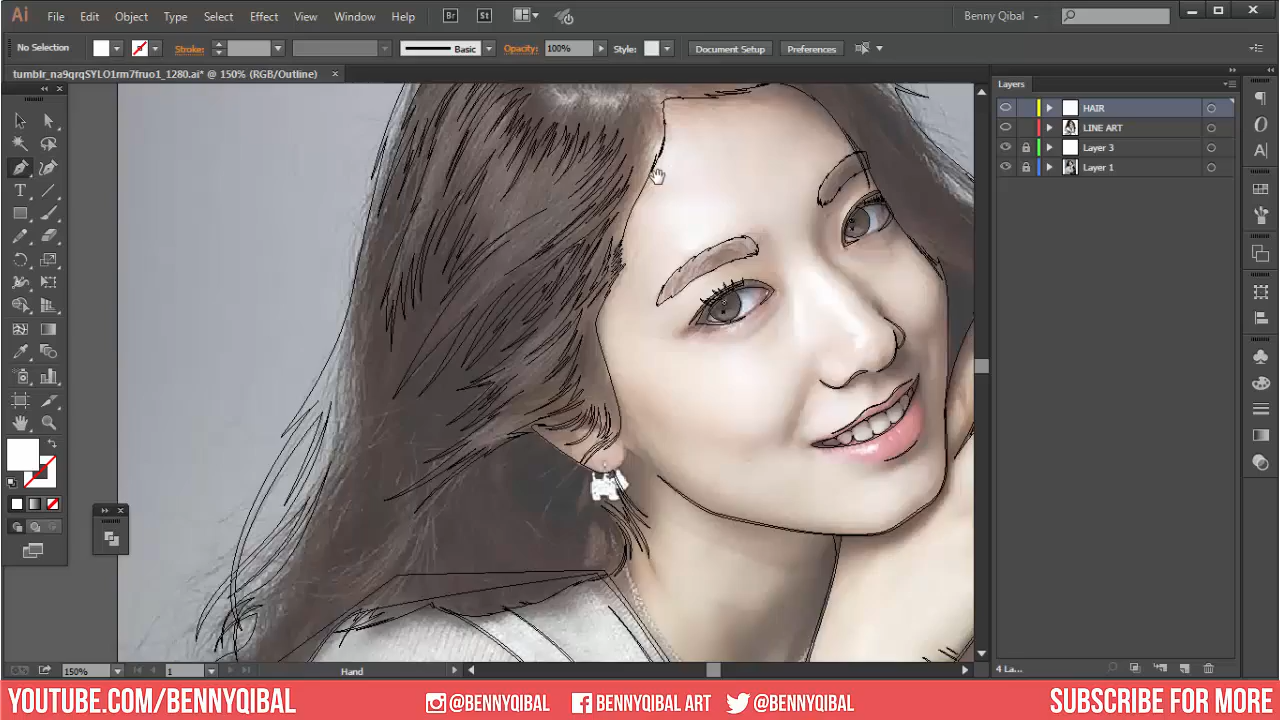 Ai File Edit Object Type Select Effect View Window Help Br St Benny Qibal
No Selection Stroke: Basic Opacity: 100% Style: Document Setup Preferences
tumblr_na9qrqSYLO1rm7fruo1_1280.ai* @ 150% (RGB/Outline) ×
Layers
HAIR
LINE ART
Layer 3
Layer 1
150% 1 Hand 4 La...
YOUTUBE.COM/BENNYQIBAL @BENNYQIBAL BENNYQIBAL ART @BENNYQIBAL SUBSCRIBE FOR MORE